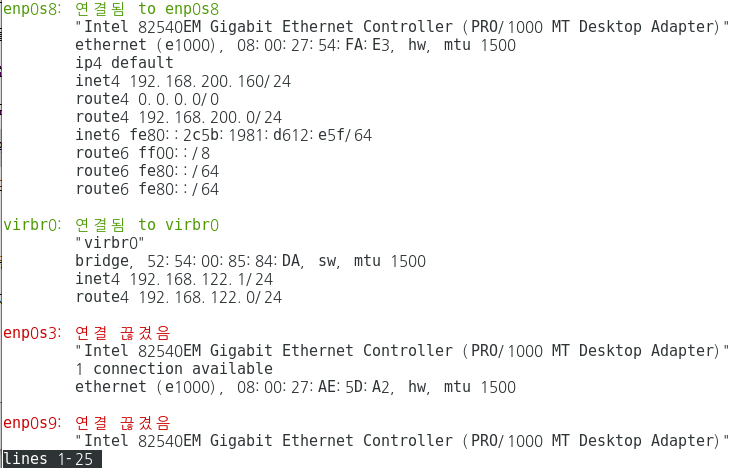 enp0s8: 연결됨 to enp0s8
"Intel 82540EM Gigabit Ethernet Controller (PRO/1000 MT Desktop Adapter)"
ethernet (e1000), 08:00:27:54:FA:E3, hw, mtu 1500
ip4 default
inet4 192.168.200.160/24
route4 0.0.0.0/0
route4 192.168.200.0/24
inet6 fe80::2c5b:1981:d612:e5f/64
route6 ff00::/8
route6 fe80::/64
route6 fe80::/64
virbr0: 연결됨 to virbr0
"virbr0"
bridge, 52:54:00:85:84:DA, sw, mtu 1500
inet4 192.168.122.1/24
route4 192.168.122.0/24
enp0s3: 연결 끊겼음
"Intel 82540EM Gigabit Ethernet Controller (PRO/1000 MT Desktop Adapter)"
1 connection available
ethernet (e1000), 08:00:27:AE:5D:A2, hw, mtu 1500
enp0s9: 연결 끊겼음
"Intel 82540EM Gigabit Ethernet Controller (PRO/1000 MT Desktop Adapter)"
lines 1-25